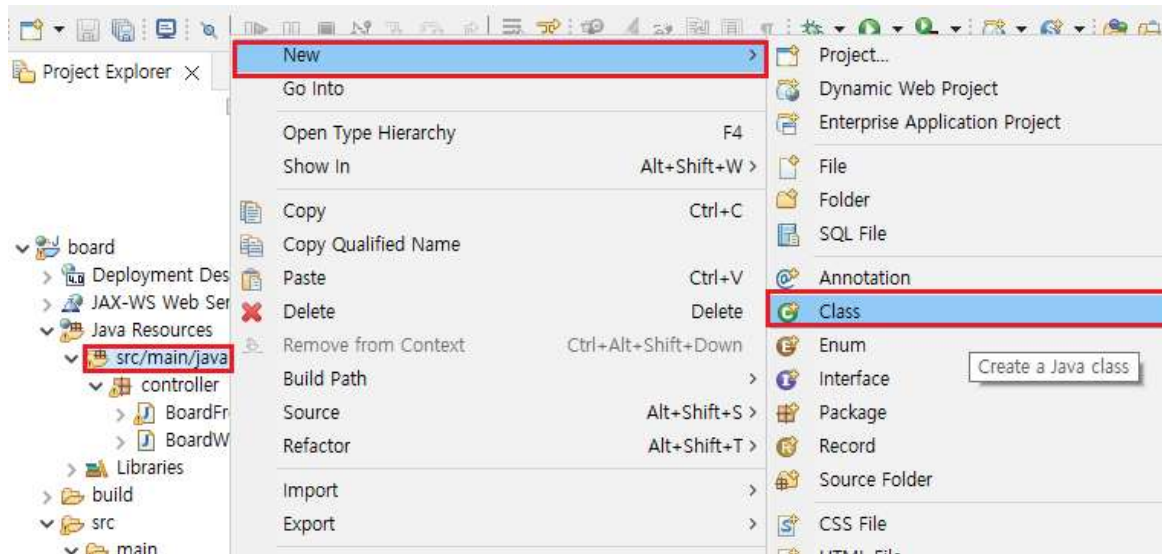 Project Explorer
board
Deployment Des
JAX-WS Web Ser
Java Resources
src/main/java
controller
BoardFr
BoardW
Libraries
build
src
main
New
Go Into
Open Type Hierarchy F4
Show In Alt+Shift+W >
Copy Ctrl+C
Copy Qualified Name
Paste Ctrl+V
Delete Delete
Remove from Context Ctrl+Alt+Shift+Down
Build Path
Source Alt+Shift+S >
Refactor Alt+Shift+T >
Import
Export
Project...
Dynamic Web Project
Enterprise Application Project
File
Folder
SQL File
Annotation
Class
Enum
Create a Java class
Interface
Package
Record
Source Folder
CSS File
HTML File